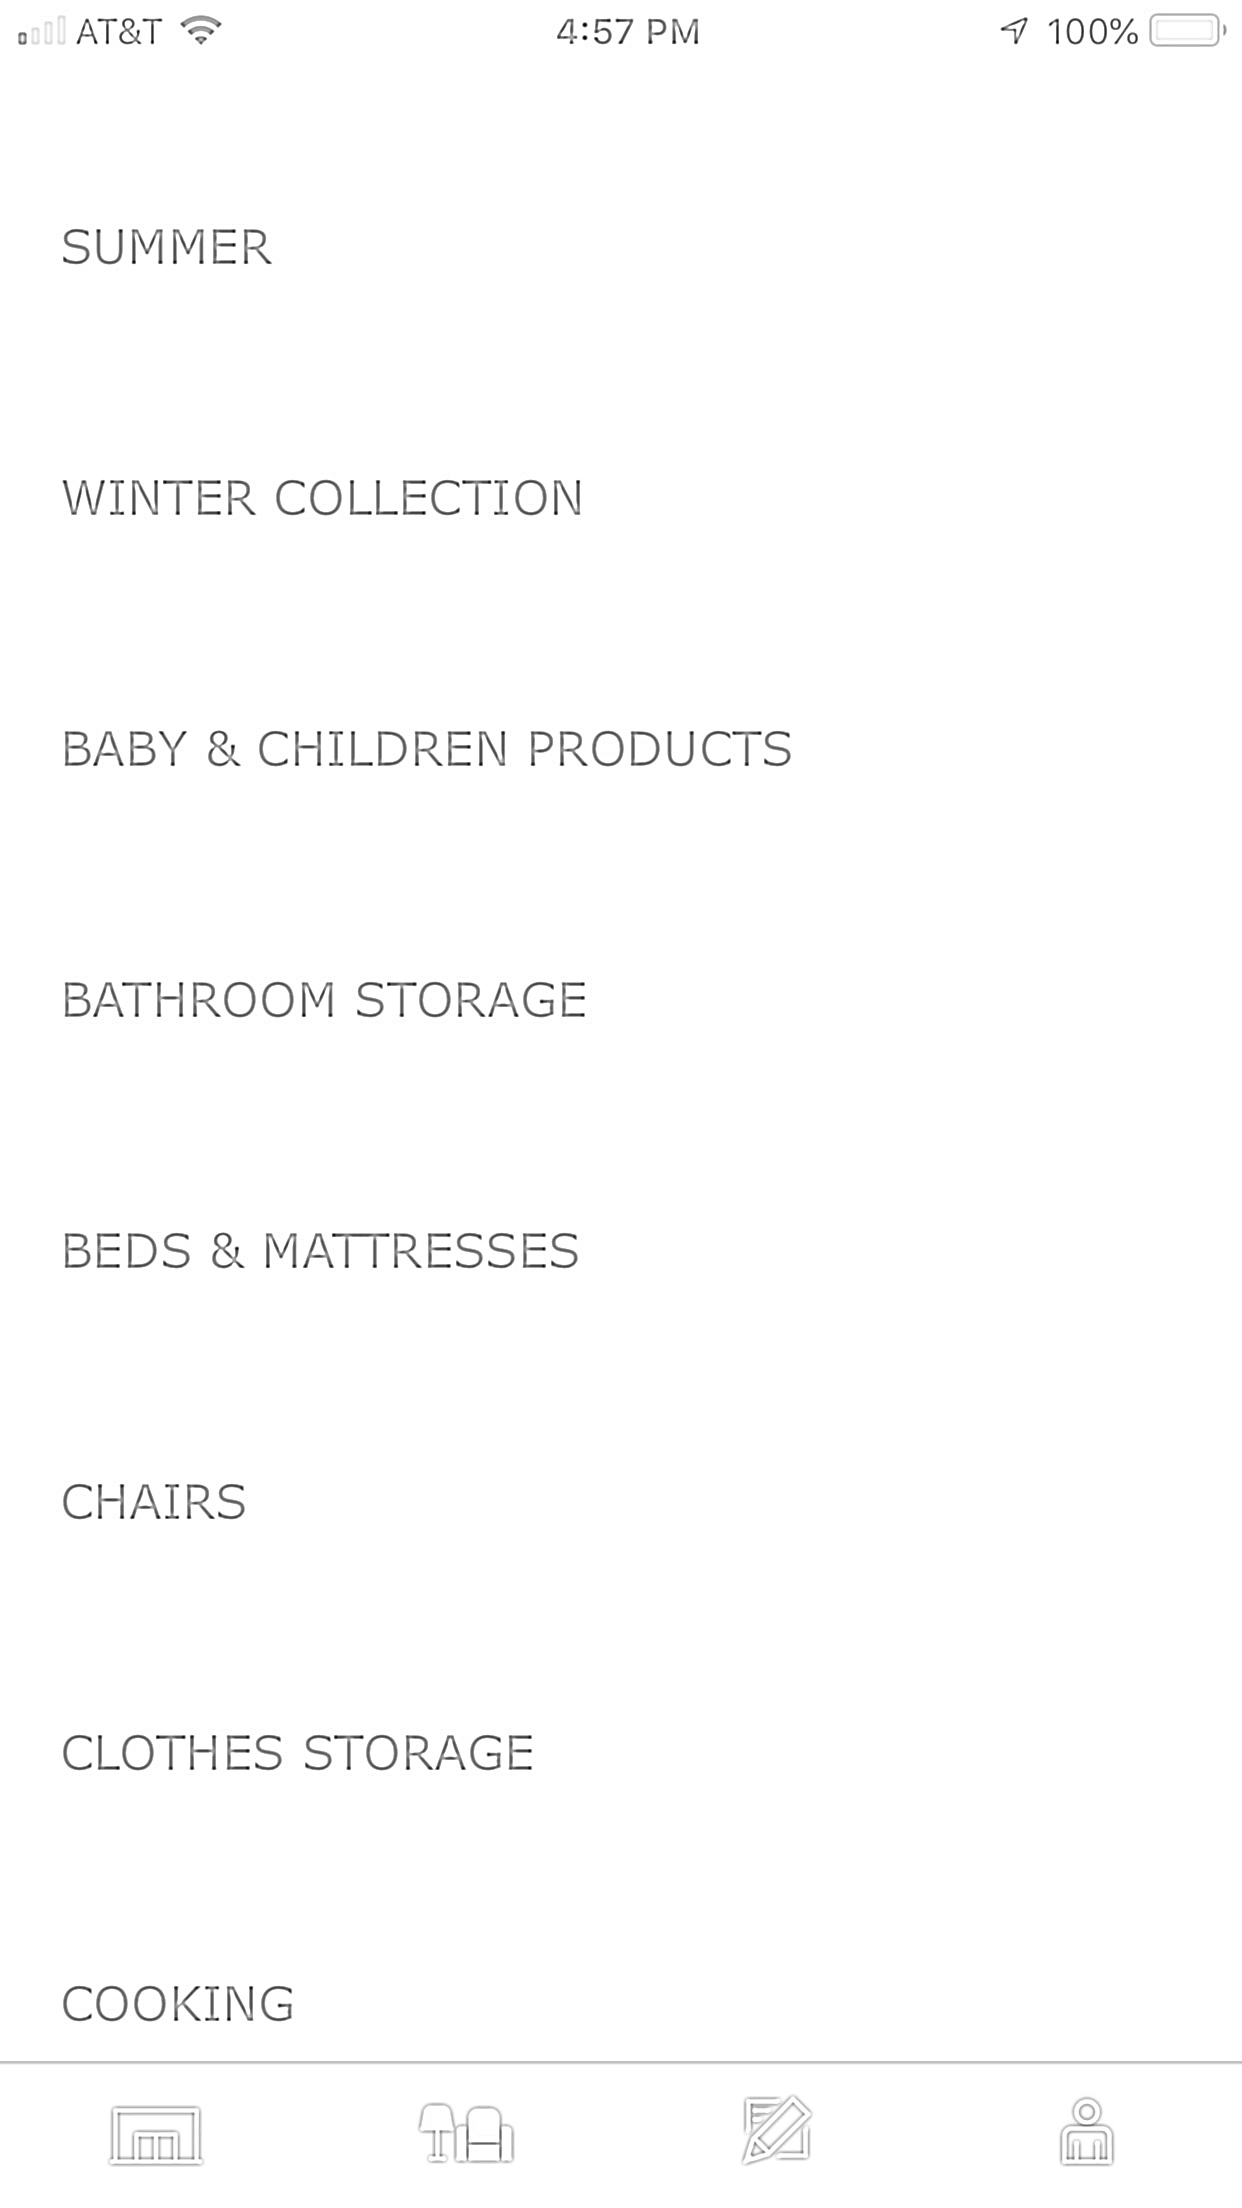 AT&T 4:57 PM 100%
SUMMER
WINTER COLLECTION
BABY & CHILDREN PRODUCTS
BATHROOM STORAGE
BEDS & MATTRESSES
CHAIRS
CLOTHES STORAGE
COOKING